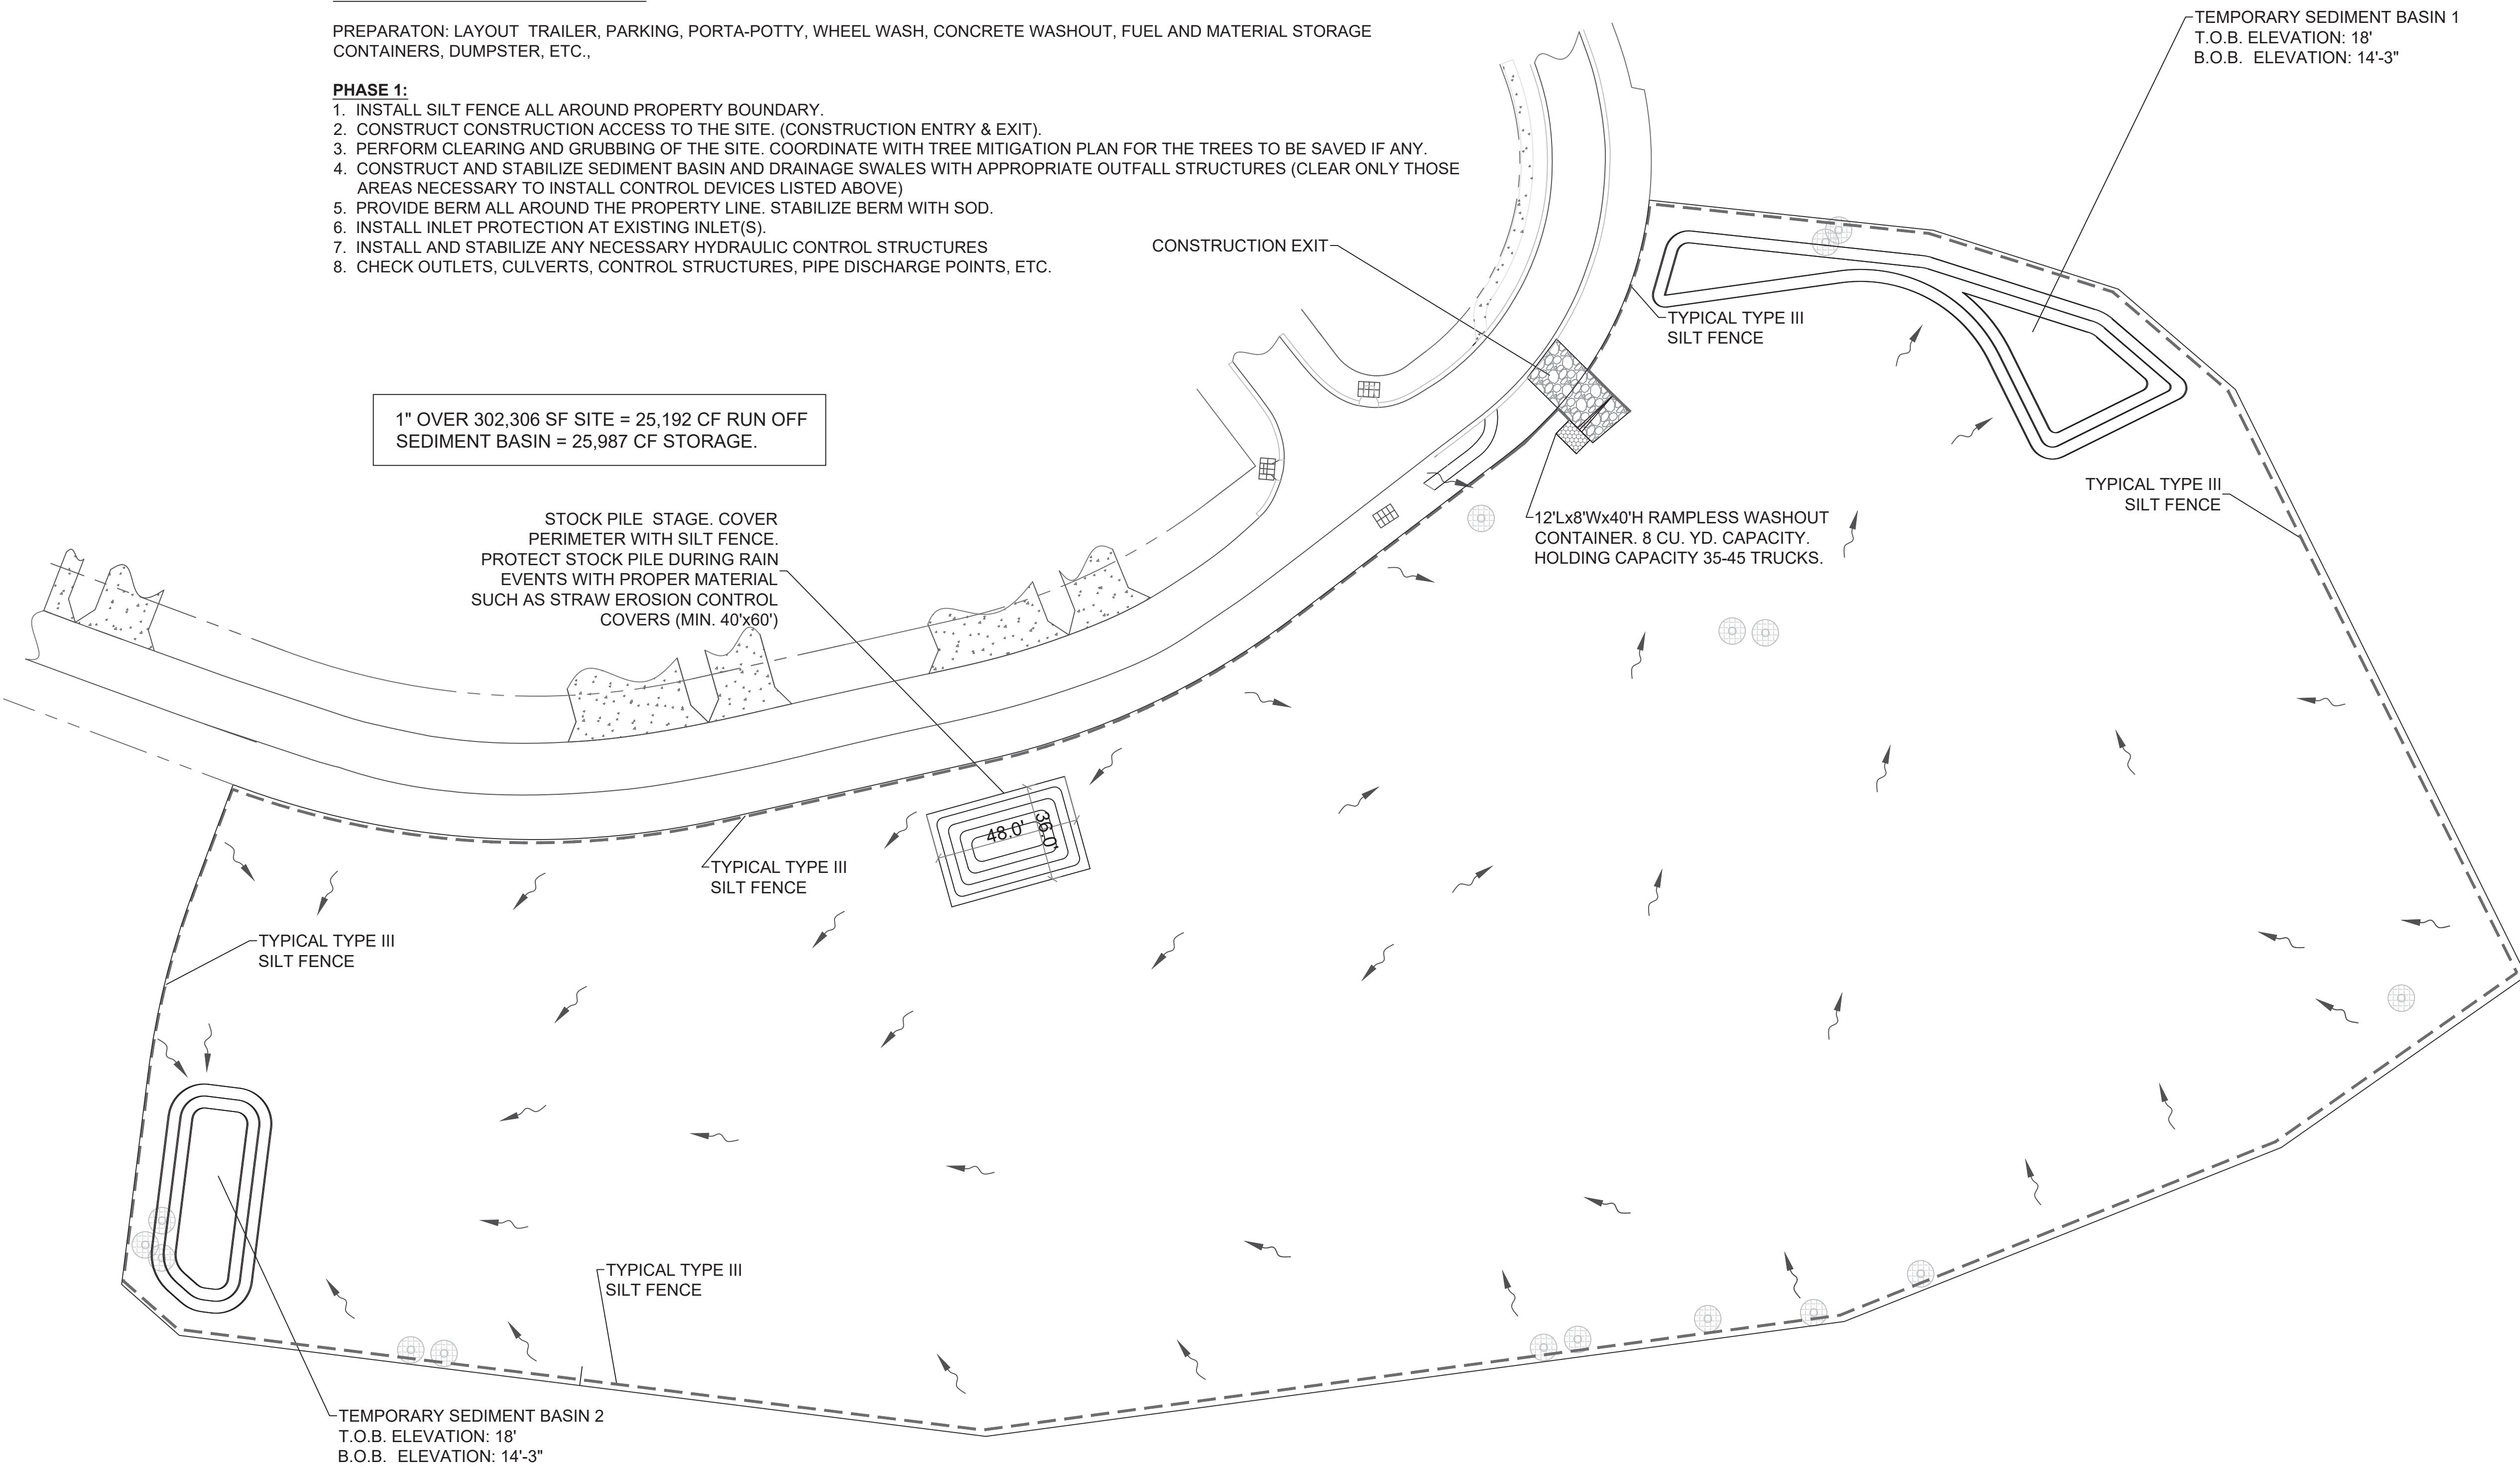 PREPARATON: LAYOUT TRAILER, PARKING, PORTA-POTTY, WHEEL WASH, CONCRETE WASHOUT, FUEL AND MATERIAL STORAGE
CONTAINERS, DUMPSTER, ETC.,
PHASE 1:
1. INSTALL SILT FENCE ALL AROUND PROPERTY BOUNDARY.
2. CONSTRUCT CONSTRUCTION ACCESS TO THE SITE. (CONSTRUCTION ENTRY & EXIT).
3. PERFORM CLEARING AND GRUBBING OF THE SITE. COORDINATE WITH TREE MITIGATION PLAN FOR THE TREES TO BE SAVED IF ANY.
4. CONSTRUCT AND STABILIZE SEDIMENT BASIN AND DRAINAGE SWALES WITH APPROPRIATE OUTFALL STRUCTURES (CLEAR ONLY THOSE
AREAS NECESSARY TO INSTALL CONTROL DEVICES LISTED ABOVE)
5. PROVIDE BERM ALL AROUND THE PROPERTY LINE. STABILIZE BERM WITH SOD.
6. INSTALL INLET PROTECTION AT EXISTING INLET(S).
7. INSTALL AND STABILIZE ANY NECESSARY HYDRAULIC CONTROL STRUCTURES
8. CHECK OUTLETS, CULVERTS, CONTROL STRUCTURES, PIPE DISCHARGE POINTS, ETC.
TEMPORARY SEDIMENT BASIN 1
T.O.B. ELEVATION: 18'
B.O.B. ELEVATION: 14'-3"
CONSTRUCTION EXIT
TYPICAL TYPE III
SILT FENCE
1" OVER 302,306 SF SITE = 25,192 CF RUN OFF
SEDIMENT BASIN = 25,987 CF STORAGE.
TYPICAL TYPE III
SILT FENCE
STOCK PILE STAGE. COVER
PERIMETER WITH SILT FENCE.
PROTECT STOCK PILE DURING RAIN
EVENTS WITH PROPER MATERIAL
SUCH AS STRAW EROSION CONTROL
COVERS (MIN. 40'x60')
12'Lx8'Wx40'H RAMPLESS WASHOUT
CONTAINER. 8 CU. YD. CAPACITY.
HOLDING CAPACITY 35-45 TRUCKS.
48.0'
36.0'
TYPICAL TYPE III
SILT FENCE
TYPICAL TYPE III
SILT FENCE
TYPICAL TYPE III
SILT FENCE
TEMPORARY SEDIMENT BASIN 2
T.O.B. ELEVATION: 18'
B.O.B. ELEVATION: 14'-3"